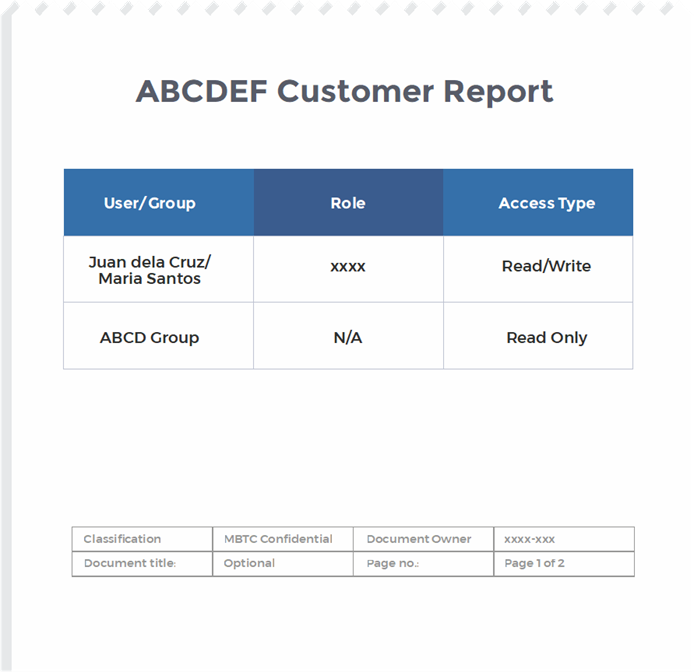 ABCDEF Customer Report
User/Group Role Access Type
Juan dela Cruz/
Maria Santos xxxx Read/Write
ABCD Group N/A Read Only
Classification MBTC Confidential Document Owner xxxx-xxx
Document title: Optional Page no.: Page 1 of 2